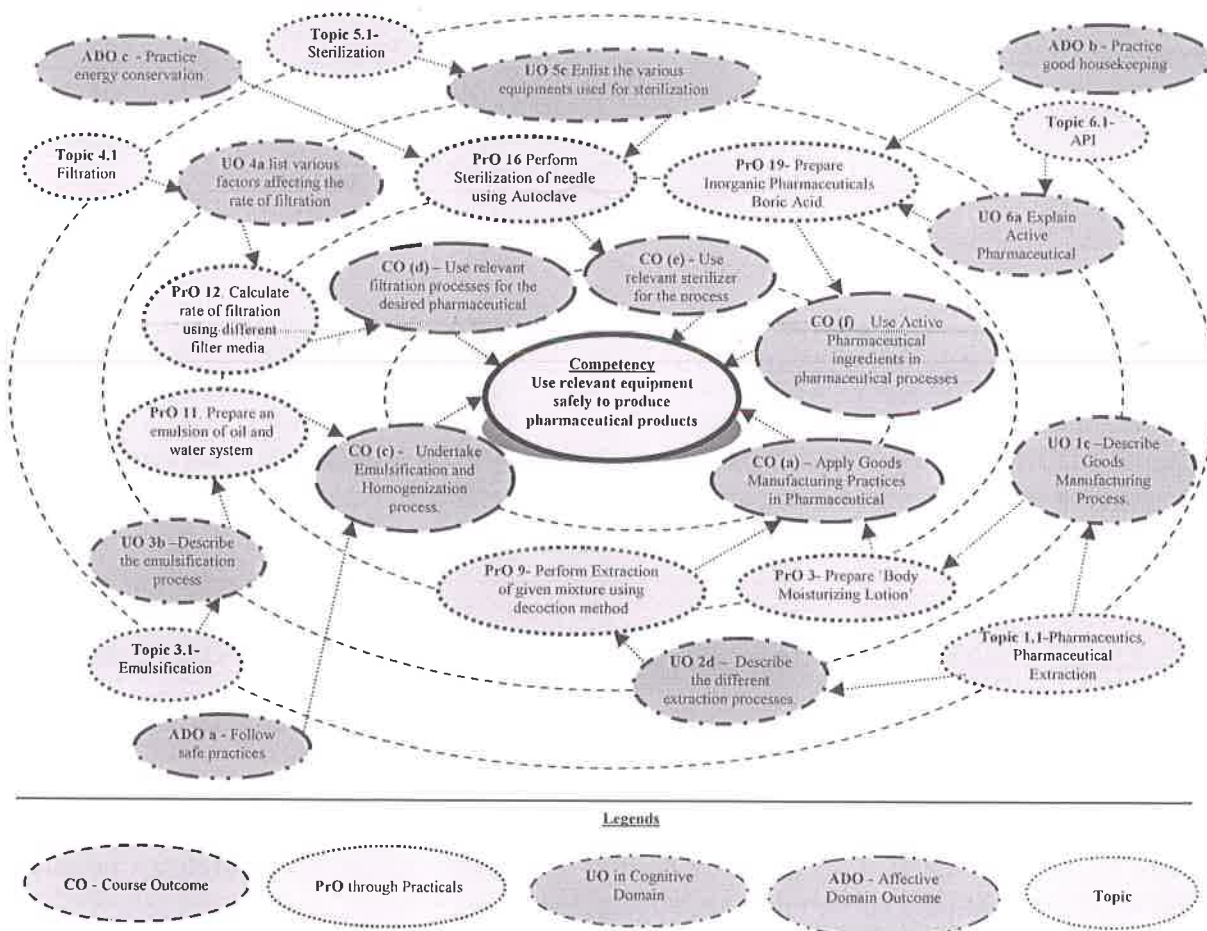 Topic 5.1-
Sterilization
ADO c - Practice
energy conservation
UO 5c Enlist the various
equipments used for sterilization
ADO b - Practice
good housekeeping
Topic 4.1
Filtration
UO 4a list various
factors affecting the
rate of filtration
PrO 16 Perform
Sterilization of needle
using Autoclave
PrO 19- Prepare
Inorganic Pharmaceuticals
Boric Acid
Topic 6.1-
API
UO 6a Explain
Active
Pharmaceutical
CO (d) – Use relevant
filtration processes for the
desired pharmaceutical
CO (e) - Use
relevant sterilizer
for the process
PrO 12. Calculate
rate of filtration
using different
filter media
CO (f) - Use Active
Pharmaceutical
ingredients in
pharmaceutical processes
Competency
Use relevant equipment
safely to produce
pharmaceutical products
PrO 11. Prepare an
emulsion of oil and
water system
CO (c) - Undertake
Emulsification and
Homogenization
process.
CO (a) – Apply Goods
Manufacturing Practices
in Pharmaceutical
UO 1c –Describe
Goods
Manufacturing
Process.
UO 3b –Describe
the emulsification
process
PrO 9- Perform Extraction
of given mixture using
decoction method
PrO 3- Prepare ‘Body
Moisturizing Lotion’
Topic 3.1-
Emulsification
UO 2d – Describe
the different
extraction processes.
Topic 1.1-Pharmaceutics,
Pharmaceutical
Extraction
ADO a - Follow
safe practices
Legends
CO - Course Outcome
PrO through Practicals
UO in Cognitive
Domain
ADO - Affective
Domain Outcome
Topic